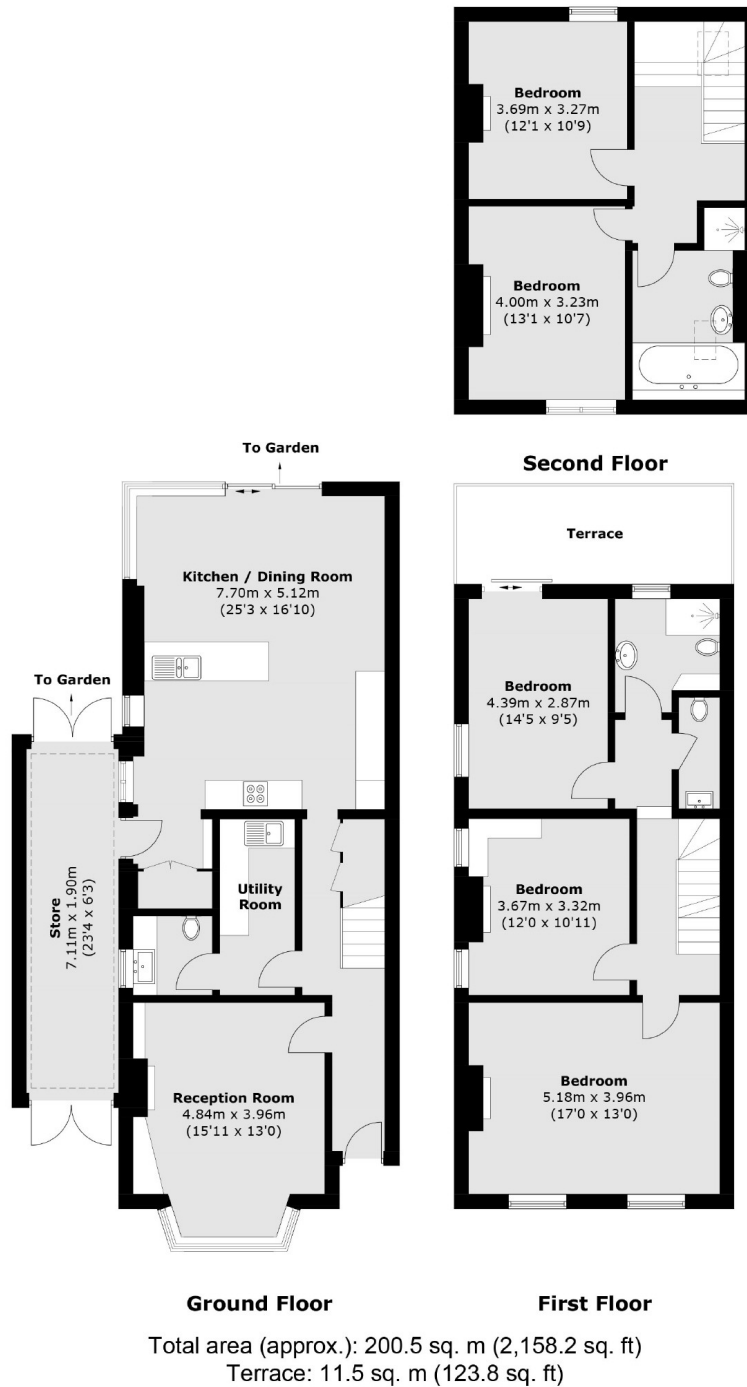 Bedroom
3.69m x 3.27m
(12'1 x 10'9)
Bedroom
4.00m x 3.23m
(13'1 x 10'7)
Second Floor
To Garden
Kitchen / Dining Room
7.70m x 5.12m
(25'3 x 16'10)
To Garden
Store
7.11m x 1.90m
(23'4 x 6'3)
Utility
Room
Reception Room
4.84m x 3.96m
(15'11 x 13'0)
Ground Floor
Terrace
Bedroom
4.39m x 2.87m
(14'5 x 9'5)
Bedroom
3.67m x 3.32m
(12'0 x 10'11)
Bedroom
5.18m x 3.96m
(17'0 x 13'0)
First Floor
Total area (approx.): 200.5 sq. m (2,158.2 sq. ft)
Terrace: 11.5 sq. m (123.8 sq. ft)